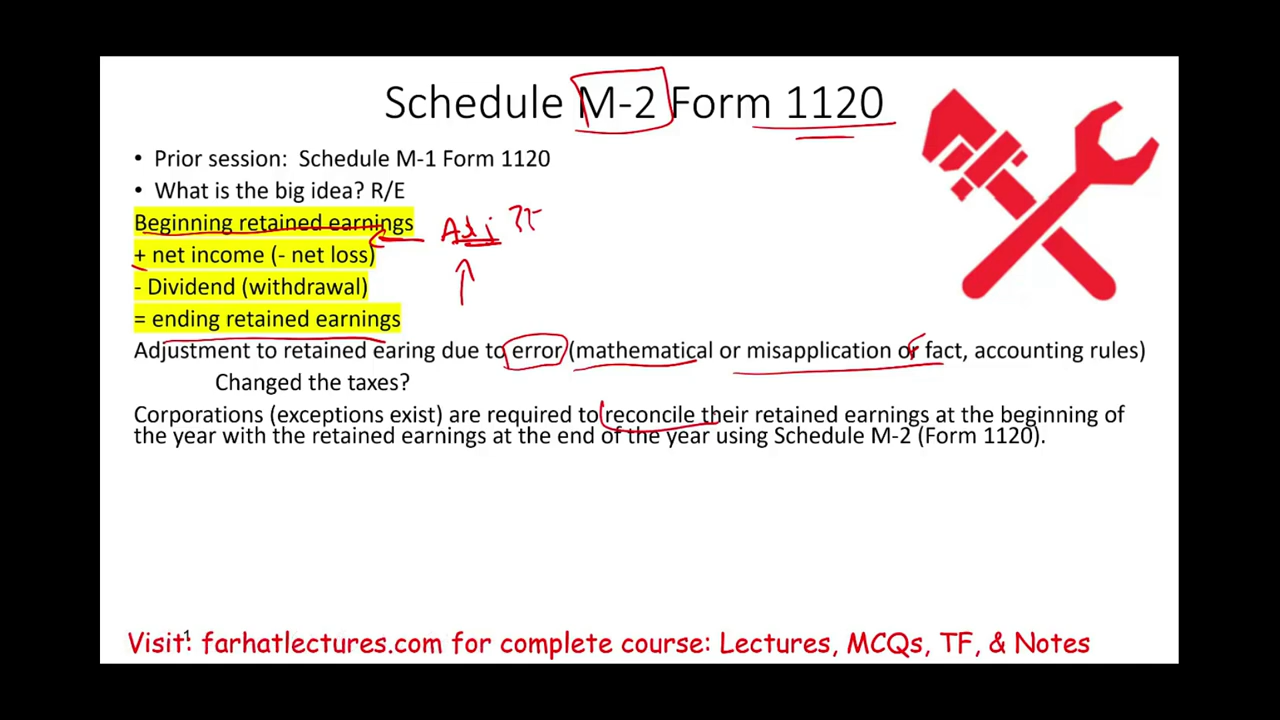 Schedule M-2 Form 1120
• Prior session: Schedule M-1 Form 1120
• What is the big idea? R/E
Beginning retained earnings
Adj ??
+ net income (- net loss)
- Dividend (withdrawal)
= ending retained earnings
Adjustment to retained earing due to error (mathematical or misapplication or fact, accounting rules)
Changed the taxes?
Corporations (exceptions exist) are required to reconcile their retained earnings at the beginning of
the year with the retained earnings at the end of the year using Schedule M-2 (Form 1120).
1
Visit: farhatlectures.com for complete course: Lectures, MCQs, TF, & Notes